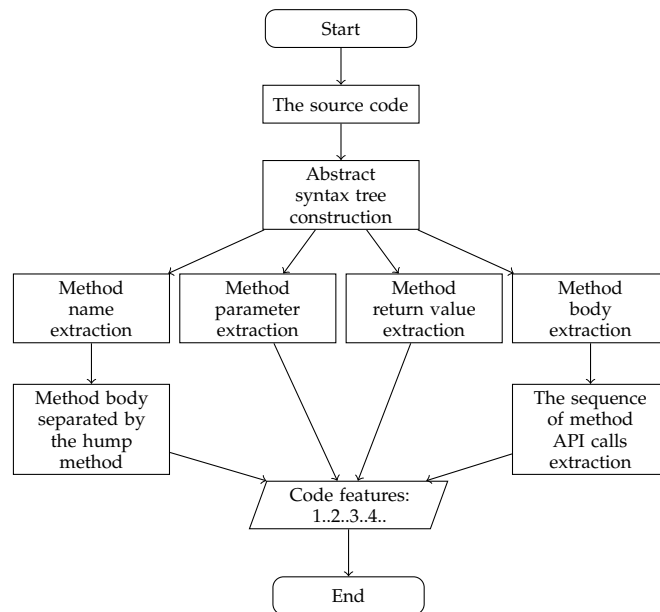 Start
The source code
Abstract
syntax tree
construction
Method
name
extraction
Method
parameter
extraction
Method
return value
extraction
Method
body
extraction
Method body
separated by
the hump
method
The sequence
of method
API calls
extraction
Code features:
1..2..3..4..
End